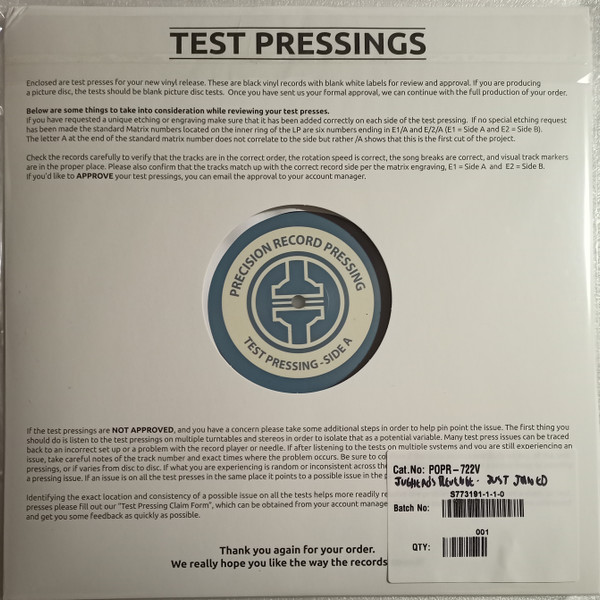 TEST PRESSINGS
Enclosed are test presses for your new vinyl release. These are black vinyl records with blank white labels for review and approval. If you are producing
a picture disc, the tests should be blank picture disc tests. Once you have sent us your formal approval, we can continue with the full production of your order.
Below are some things to take into consideration while reviewing your test presses.
If you have requested a unique etching or engraving make sure that it has been added correctly on each side of the test pressing. If no special etching request
has been made the standard Matrix numbers located on the inner ring of the LP are six numbers ending in E1/A and E/2/A (E1 = Side A and E2 = Side B).
The letter A at the end of the standard matrix number does not correlate to the side but rather /A shows that this is the first cut of the project.
Check the records carefully to verify that the tracks are in the correct order, the rotation speed is correct, the song breaks are correct, and visual track markers
are in the proper place. Please also confirm that the tracks match up with the correct record side per the matrix engraving, E1 = Side A and E2 = Side B.
If you'd like to APPROVE your test pressings, you can email the approval to your account manager.
PRECISION RECORD PRESSING
TEST PRESSING - SIDE A
If the test pressings are NOT APPROVED, and you have a concern please take some additional steps in order to help pin point the issue. The first thing you
should do is listen to the test pressings on multiple turntables and stereos in order to isolate that as a potential variable. Many test press issues can be traced
back to an incorrect set up or a problem with the record player or needle. If after listening to the tests on multiple systems and you are still experiencing an
issue, take careful notes of the track number and exact times where the problem occurs. Be sure to
pressings, or if varies from disc to disc. If what you are experiencing is random or inconsistent across the
a pressing issue. If an issue is on all the test presses in the same place it points to a possible issue in the
Identifying the exact location and consistency of a possible issue on all the tests helps more readily
presses please fill out our "Test Pressing Claim Form", which can be obtained from your account manage
and get you some feedback as quickly as possible.
Thank you again for your order.
We really hope you like the way the records
Cat.No: POPR-722V
JUGHEADS REVENGE - JUST JOINED
S773191-1-1-0
Batch No:
001
QTY: